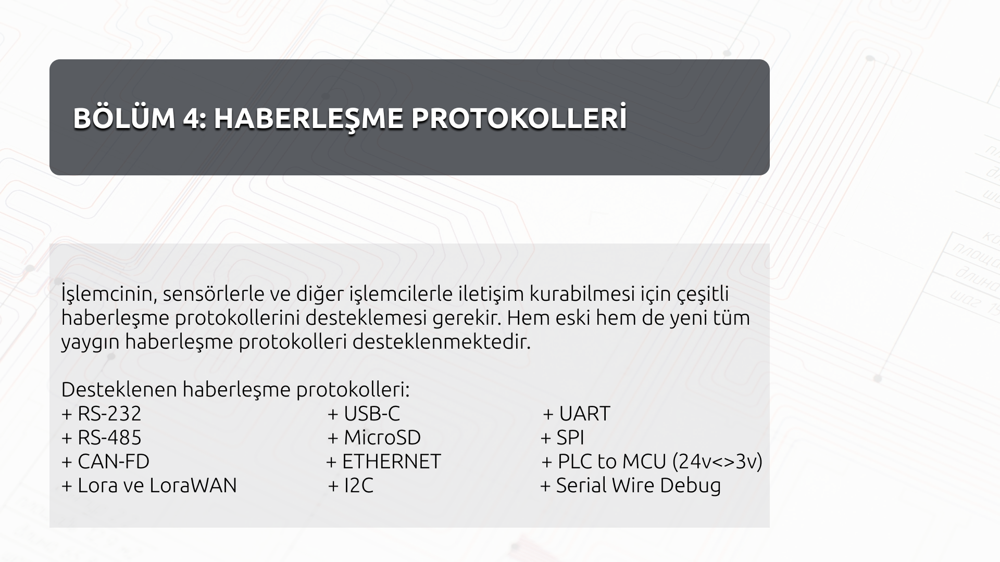 BÖLÜM 4: HABERLEŞME PROTOKOLLERİ
İşlemcinin, sensörlerle ve diğer işlemcilerle iletişim kurabilmesi için çeşitli
haberleşme protokollerini desteklemesi gerekir. Hem eski hem de yeni tüm
yaygın haberleşme protokolleri desteklenmektedir.
Desteklenen haberleşme protokolleri:
+ RS-232 + USB-C + UART
+ RS-485 + MicroSD + SPI
+ CAN-FD + ETHERNET + PLC to MCU (24v<>3v)
+ Lora ve LoraWAN + I2C + Serial Wire Debug